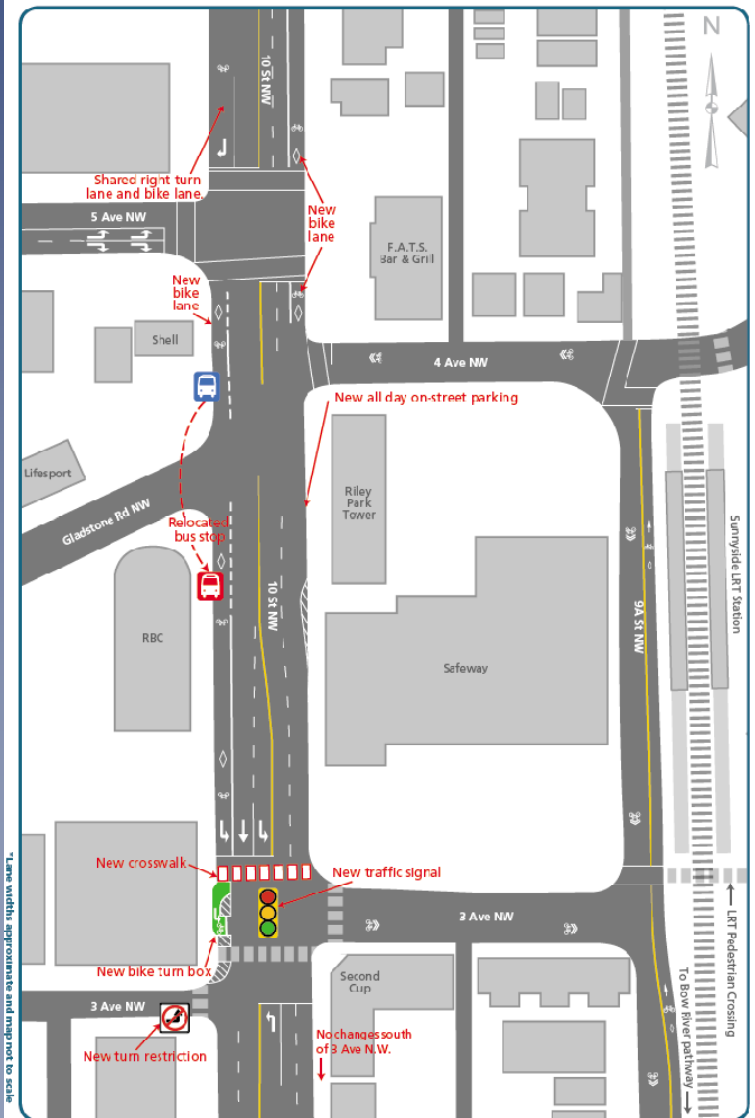 N
10 St NW
Shared right turn
lane and bike lane.
5 Ave NW
New
bike
lane
F.A.T.S.
Bar & Grill
New
bike
lane
Shell
4 Ave NW
New all day on-street parking
Lifesport
Gladstone Rd NW
Riley
Park
Tower
Relocated
bus stop
Sunnyside LRT Station
10 St NW
9A St NW
RBC
Safeway
New crosswalk
New traffic signal
3 Ave NW
LRT Pedestrian Crossing
New bike turn box
Second
Cup
To Bow River pathway
3 Ave NW
No changes south
of 3 Ave N.W.
New turn restriction
*Lane widths approximate and map not to scale